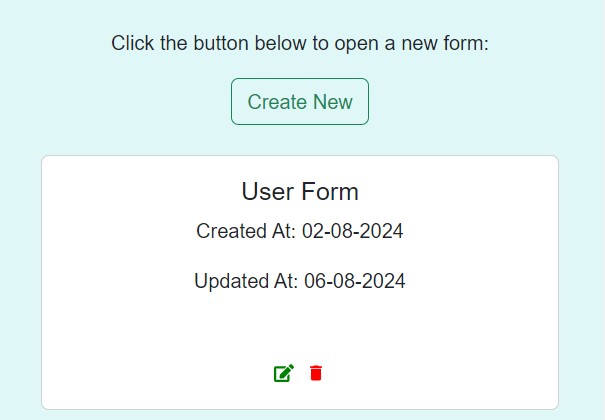 Click the button below to open a new form:
Create New
User Form
Created At: 02-08-2024
Updated At: 06-08-2024